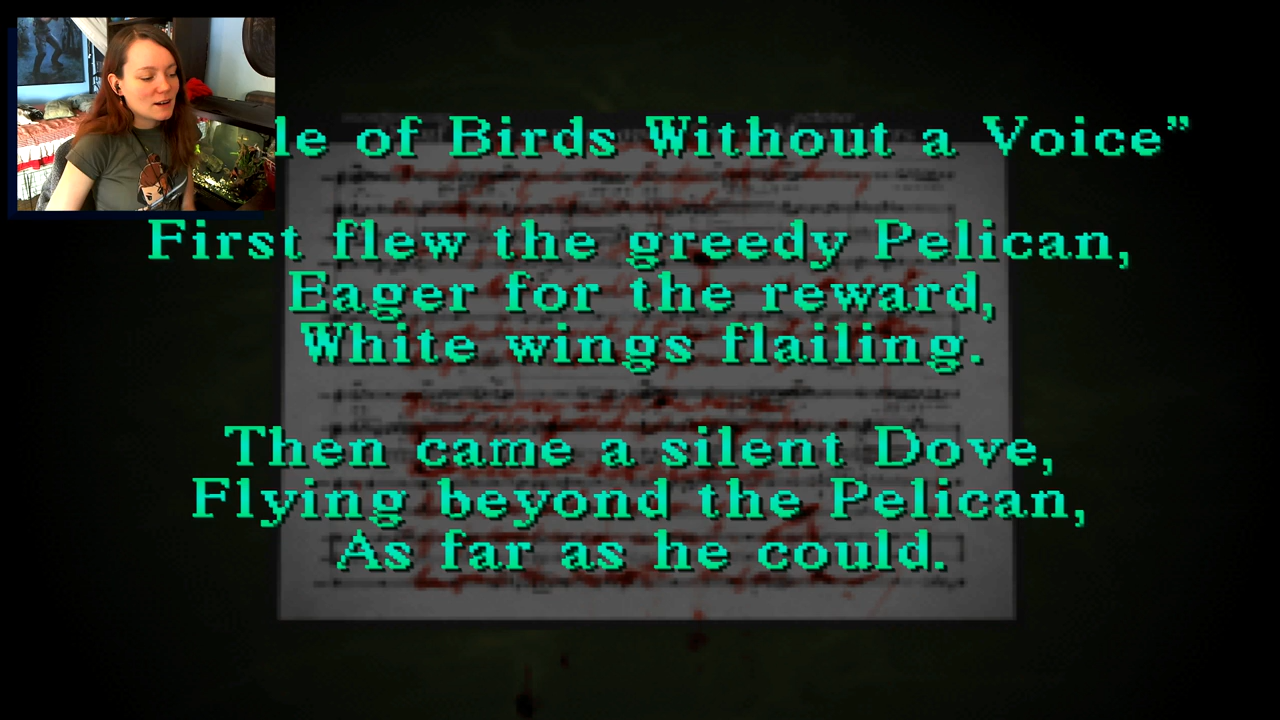 le of Birds Without a Voice”
First flew the greedy Pelican,
Eager for the reward,
White wings flailing.
Then came a silent Dove,
Flying beyond the Pelican,
As far as he could.